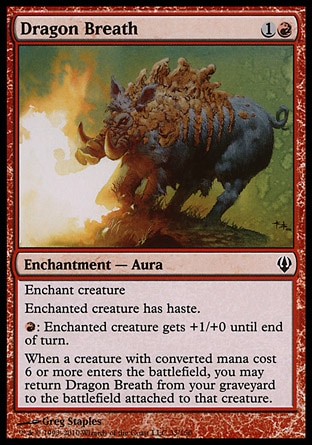 Dragon Breath 1
Enchantment — Aura
Enchant creature
Enchanted creature has haste.
: Enchanted creature gets +1/+0 until end
of turn.
When a creature with converted mana cost
6 or more enters the battlefield, you may
return Dragon Breath from your graveyard
to the battlefield attached to that creature.
Greg Staples